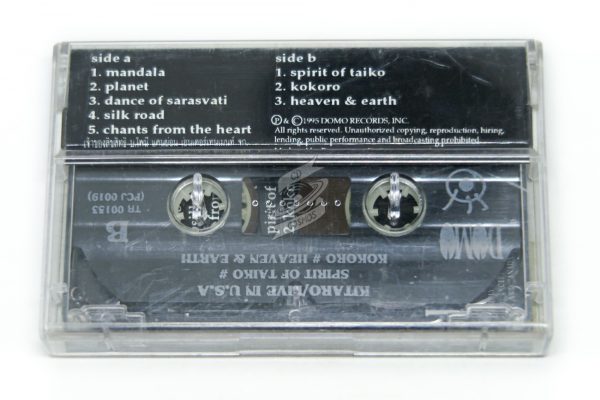 side a
1. mandala
2. planet
3. dance of sarasvati
4. silk road
5. chants from the heart
side b
1. spirit of taiko
2. kokoro
3. heaven & earth
℗ & ©1995 DOMO RECORDS, INC.
All rights reserved. Unauthorized copying, reproduction, hiring,
lending, public performance and broadcasting prohibited
KITARO/LIVE IN U.S.A
SPIRIT OF TAIKO #
KOKORO # HEAVEN & EARTH
B
TR 00153
(PCJ 0019)
DOMO